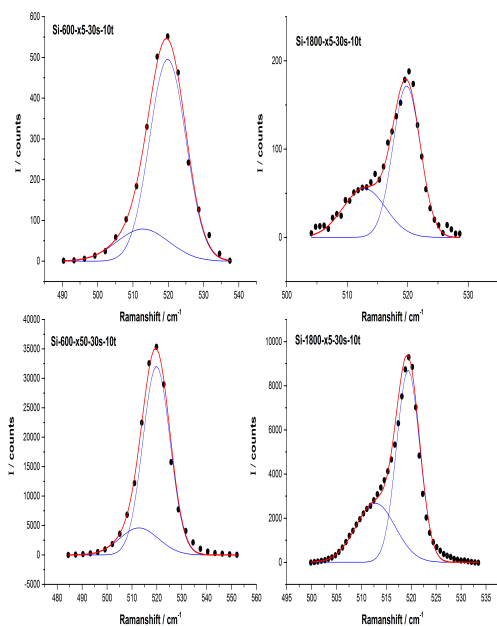 Si-600-x5-30s-10t
I / counts
600
500
400
300
200
100
0
490 500 510 520 530 540
Ramanshift / cm-1
Si-1800-x5-30s-10t
I / counts
200
100
0
500 510 520 530
Ramanshift / cm-1
Si-600-x50-30s-10t
I / counts
40000
35000
30000
25000
20000
15000
10000
5000
0
-5000
480 490 500 510 520 530 540 550 560
Ramanshift / cm-1
Si-1800-x5-30s-10t
I / counts
10000
8000
6000
4000
2000
0
495 500 505 510 515 520 525 530 535
Ramanshift / cm-1